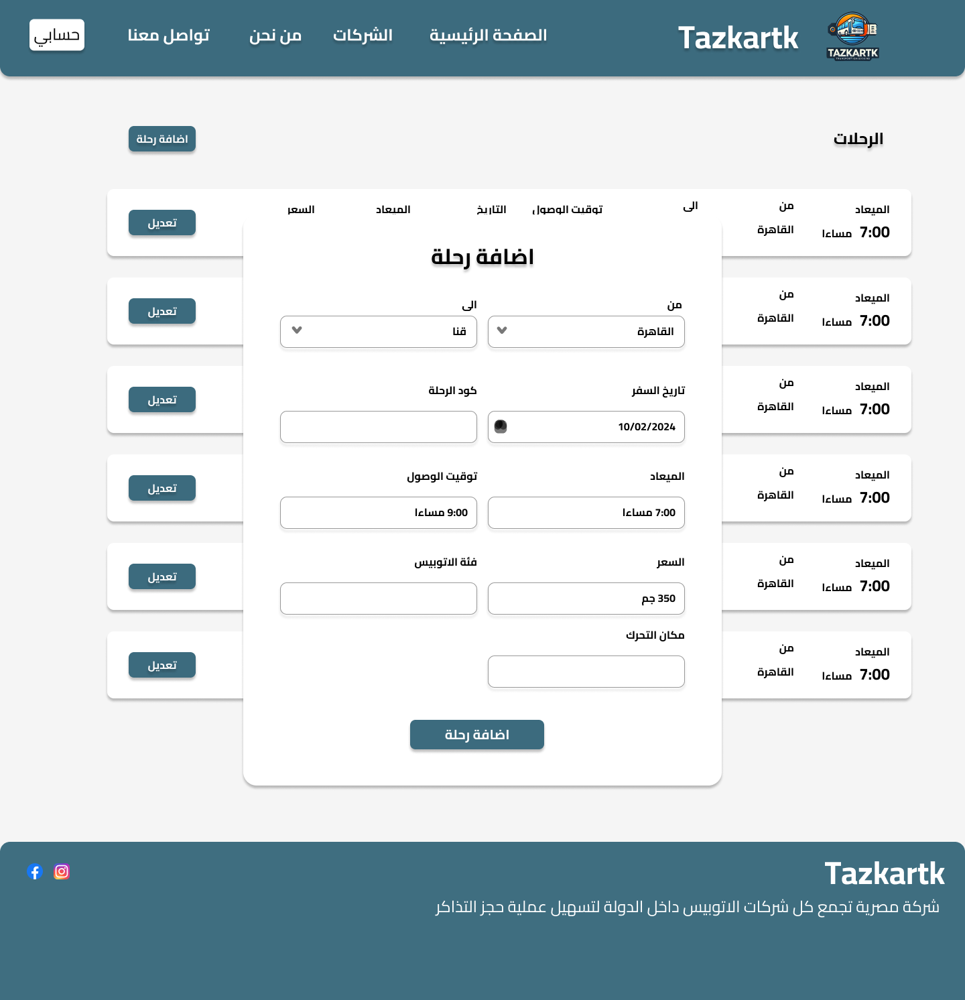 Tazkartk
TAZKARTK
TRANSPORTION BOOKING
الصفحة الرئيسية
الشركات
من نحن
تواصل معنا
حسابي
الرحلات
اضافة رحلة
الميعاد
من
الى
توقيت الوصول
التاريخ
الميعاد
السعر
7:00 مساءا
القاهرة
تعديل
الميعاد
من
7:00 مساءا
القاهرة
تعديل
الميعاد
من
7:00 مساءا
القاهرة
تعديل
الميعاد
من
7:00 مساءا
القاهرة
تعديل
الميعاد
من
7:00 مساءا
القاهرة
تعديل
الميعاد
من
7:00 مساءا
القاهرة
تعديل
اضافة رحلة
من
الى
القاهرة
قنا
تاريخ السفر
كود الرحلة
10/02/2024
الميعاد
توقيت الوصول
7:00 مساءا
9:00 مساءا
السعر
فئة الاتوبيس
350 جم
مكان التحرك
اضافة رحلة
Tazkartk
شركة مصرية تجمع كل شركات الاتوبيس داخل الدولة لتسهيل عملية حجز التذاكر